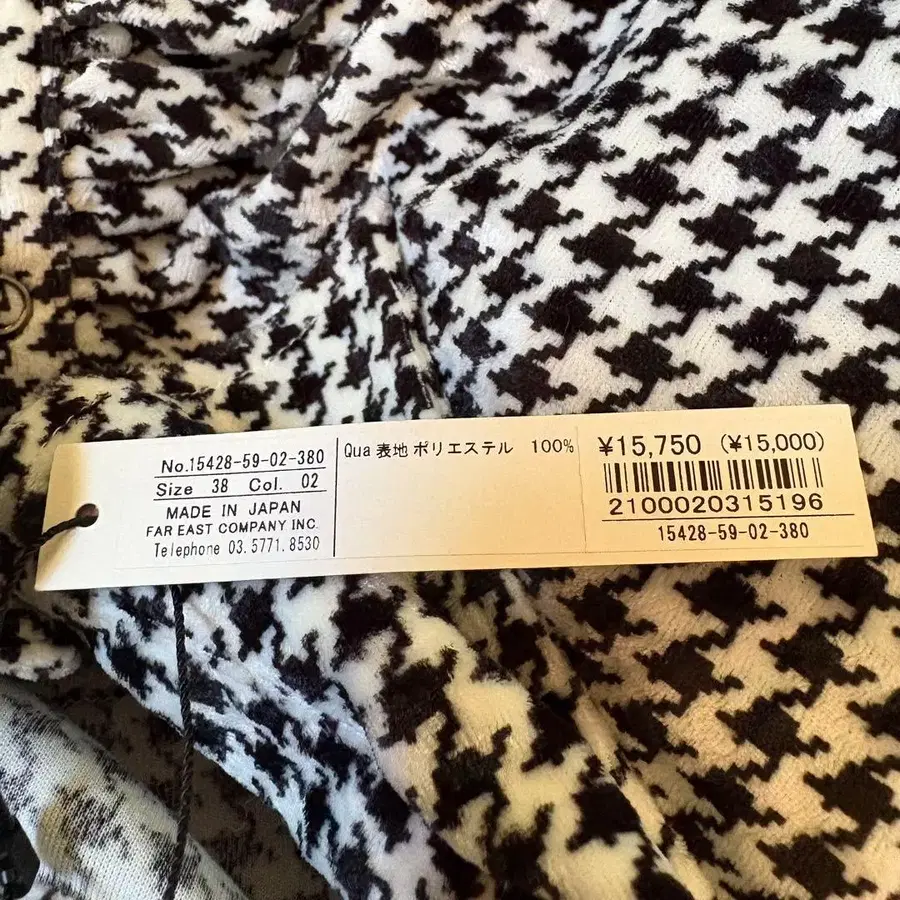 No.15428-59-02-380
Size 38 Col. 02
MADE IN JAPAN
FAR EAST COMPANY INC.
Telephone 03.5771.8530
Qua 表地 ポリエステル 100%
¥15,750 (¥15,000)
2100020315196
15428-59-02-380